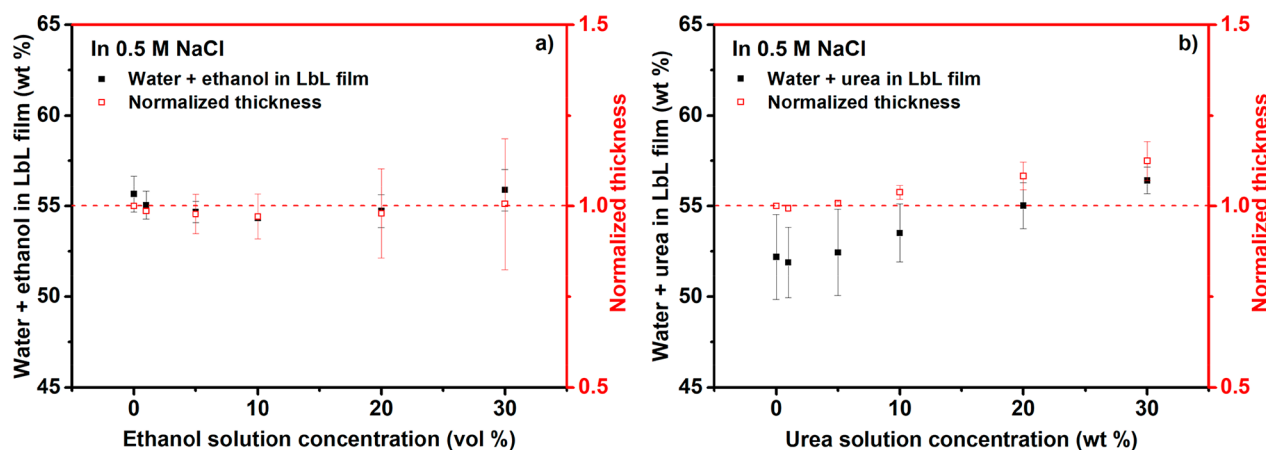 In 0.5 M NaCl
a)
Water + ethanol in LbL film
Normalized thickness
Water + ethanol in LbL film (wt %)
65
60
55
50
45
1.5
1.0
0.5
Normalized thickness
0
10
20
30
Ethanol solution concentration (vol %)
In 0.5 M NaCl
b)
Water + urea in LbL film
Normalized thickness
Water + urea in LbL film (wt %)
65
60
55
50
45
1.5
1.0
0.5
Normalized thickness
0
10
20
30
Urea solution concentration (wt %)